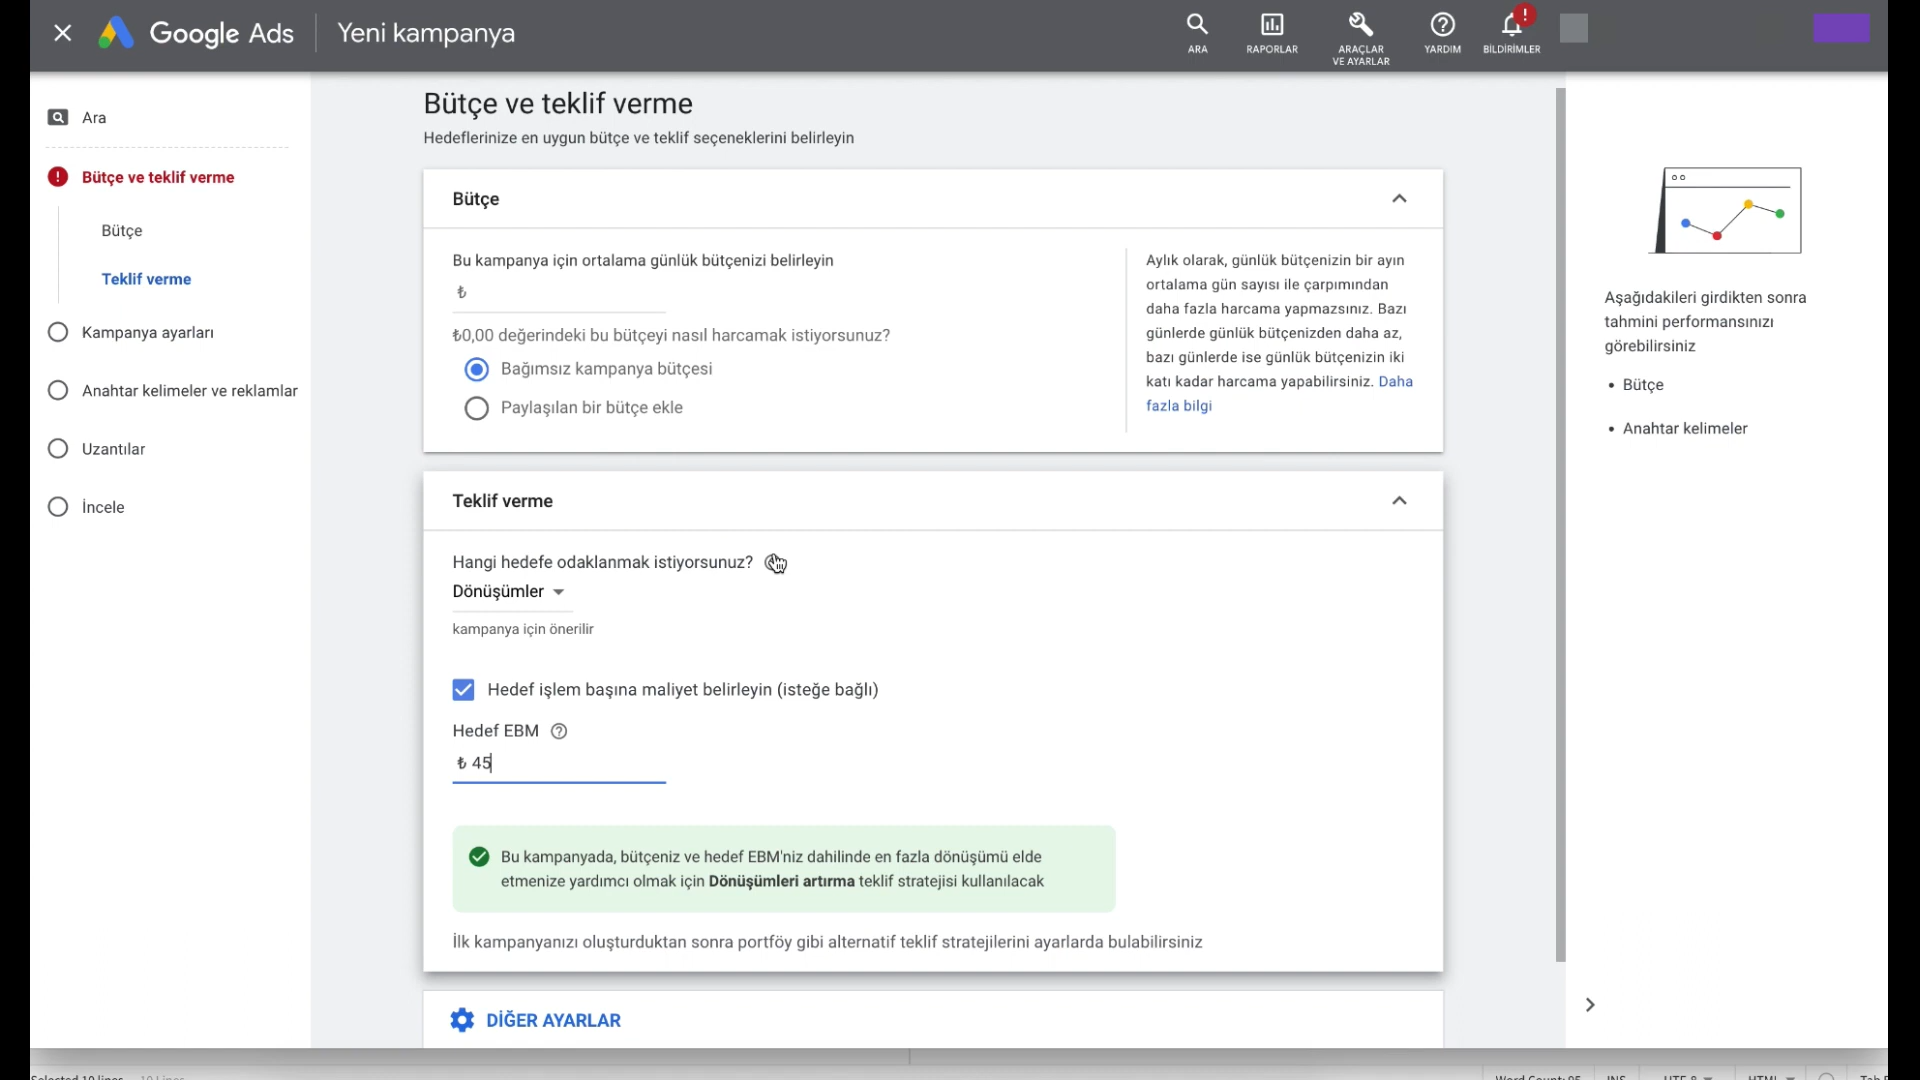 Google Ads
Yeni kampanya
ARA
RAPORLAR
ARAÇLAR
VE AYARLAR
YARDIM
!
BİLDİRİMLER
Ara
Bütçe ve teklif verme
Bütçe
Teklif verme
Kampanya ayarları
Anahtar kelimeler ve reklamlar
Uzantılar
İncele
Bütçe ve teklif verme
Hedeflerinize en uygun bütçe ve teklif seçeneklerini belirleyin
Bütçe
Bu kampanya için ortalama günlük bütçenizi belirleyin
₺
₺0,00 değerindeki bu bütçeyi nasıl harcamak istiyorsunuz?
Bağımsız kampanya bütçesi
Paylaşılan bir bütçe ekle
Aylık olarak, günlük bütçenizin bir ayın
ortalama gün sayısı ile çarpımından
daha fazla harcama yapmazsınız. Bazı
günlerde günlük bütçenizden daha az,
bazı günlerde ise günlük bütçenizin iki
katı kadar harcama yapabilirsiniz. Daha
fazla bilgi
Teklif verme
Hangi hedefe odaklanmak istiyorsunuz?
Dönüşümler
kampanya için önerilir
Hedef işlem başına maliyet belirleyin (isteğe bağlı)
Hedef EBM
₺ 45
Bu kampanyada, bütçeniz ve hedef EBM'niz dahilinde en fazla dönüşümü elde
etmenize yardımcı olmak için Dönüşümleri artırma teklif stratejisi kullanılacak
İlk kampanyanızı oluşturduktan sonra portföy gibi alternatif teklif stratejilerini ayarlarda bulabilirsiniz
DİĞER AYARLAR
Aşağıdakileri girdikten sonra
tahmini performansınızı
görebilirsiniz
• Bütçe
• Anahtar kelimeler